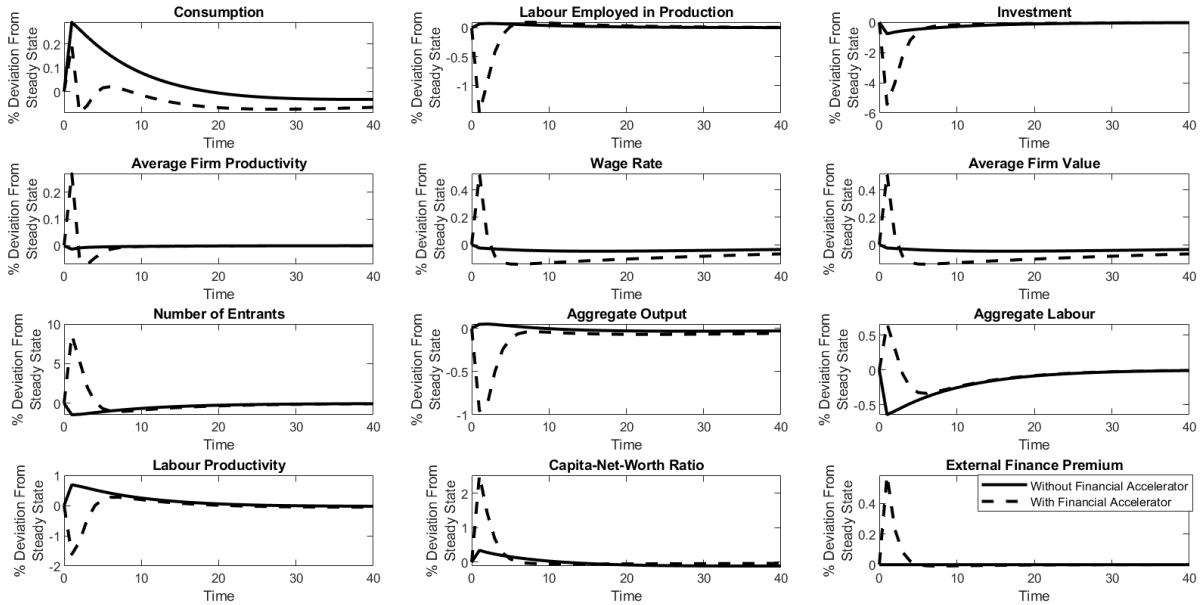 Consumption
% Deviation From
Steady State
0.2
0.1
0
0
10
20
30
40
Time
Labour Employed in Production
% Deviation From
Steady State
0
-0.5
-1
0
10
20
30
40
Time
Investment
% Deviation From
Steady State
0
-2
-4
-6
0
10
20
30
40
Time
Average Firm Productivity
% Deviation From
Steady State
0.2
0.1
0
0
10
20
30
40
Time
Wage Rate
% Deviation From
Steady State
0.4
0.2
0
0
10
20
30
40
Time
Average Firm Value
% Deviation From
Steady State
0.4
0.2
0
0
10
20
30
40
Time
Number of Entrants
% Deviation From
Steady State
10
5
0
0
10
20
30
40
Time
Aggregate Output
% Deviation From
Steady State
0
-0.5
-1
0
10
20
30
40
Time
Aggregate Labour
% Deviation From
Steady State
0.5
0
-0.5
0
10
20
30
40
Time
Labour Productivity
% Deviation From
Steady State
1
0
-1
-2
0
10
20
30
40
Time
Capita-Net-Worth Ratio
% Deviation From
Steady State
2
1
0
0
10
20
30
40
Time
External Finance Premium
% Deviation From
Steady State
0.4
0.2
0
0
10
20
30
40
Time
Without Financial Accelerator
With Financial Accelerator